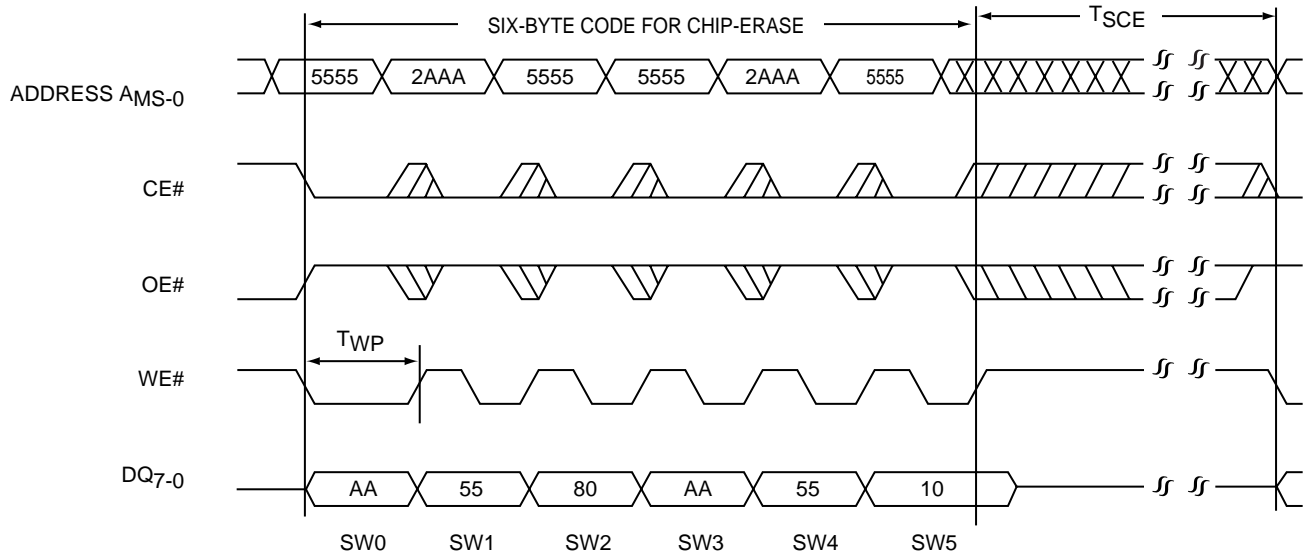 SIX-BYTE CODE FOR CHIP-ERASE TSCE
ADDRESS AMS-0 5555 2AAA 5555 5555 2AAA 5555
CE#
OE#
TWP
WE#
DQ7-0 AA 55 80 AA 55 10
SW0 SW1 SW2 SW3 SW4 SW5